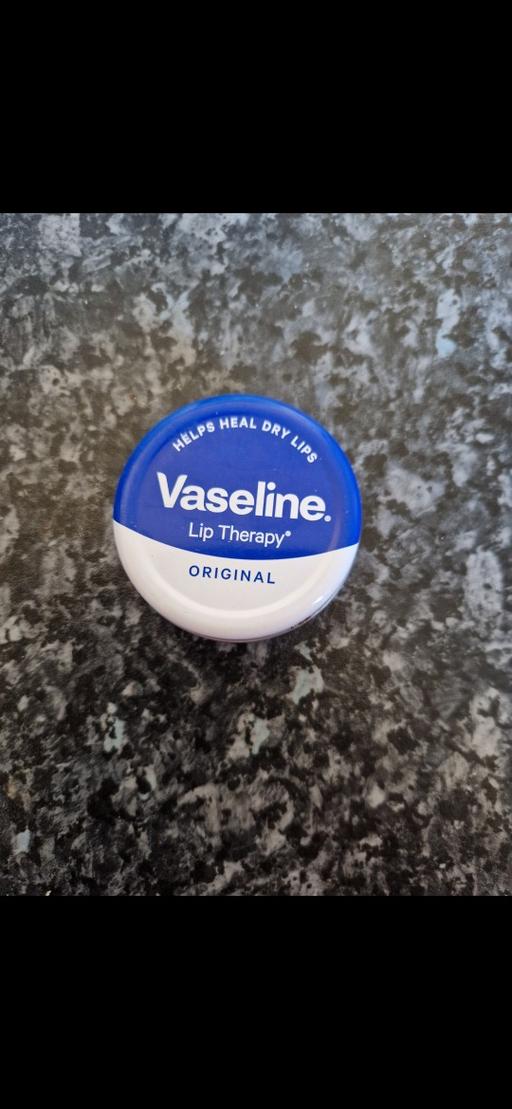 HELPS HEAL DRY LIPS
Vaseline.
Lip Therapy®
ORIGINAL